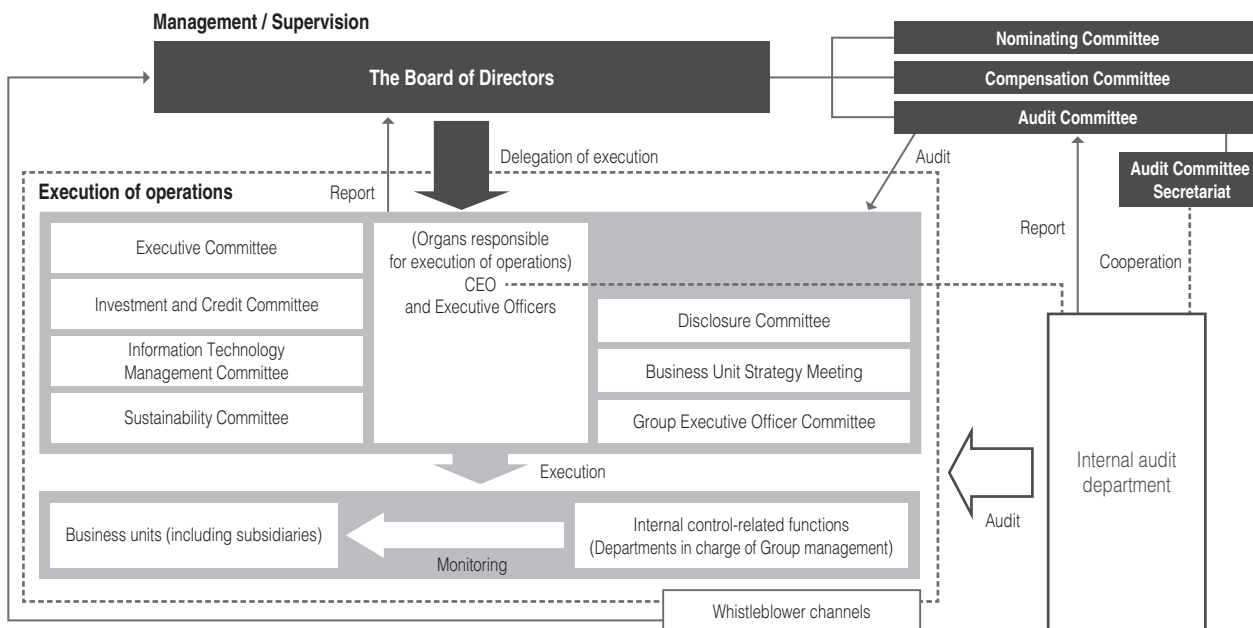 Management / Supervision
The Board of Directors
Nominating Committee
Compensation Committee
Audit Committee
Audit Committee
Secretariat
Delegation of execution
Audit
Report
Execution of operations
Report
Cooperation
Executive Committee
Investment and Credit Committee
Information Technology
Management Committee
Sustainability Committee
(Organs responsible
for execution of operations)
CEO
and Executive Officers
Disclosure Committee
Business Unit Strategy Meeting
Group Executive Officer Committee
Execution
Internal audit
department
Audit
Business units (including subsidiaries)
Monitoring
Internal control-related functions
(Departments in charge of Group management)
Whistleblower channels